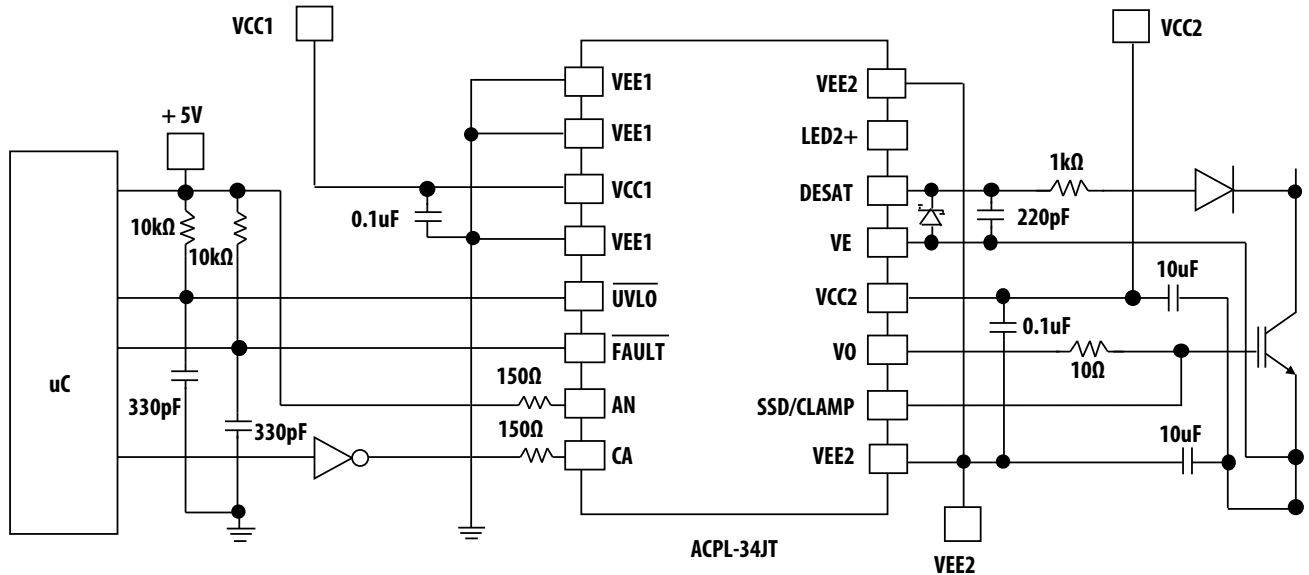 VCC1
VCC2
+ 5V
VEE1
VEE1
VCC1
VEE1
UVLO
FAULT
AN
CA
VEE2
LED2+
DESAT
VE
VCC2
VO
SSD/CLAMP
VEE2
uC
10kΩ
10kΩ
330pF
330pF
0.1uF
150Ω
150Ω
1kΩ
220pF
10uF
0.1uF
10Ω
10uF
ACPL-34JT
VEE2